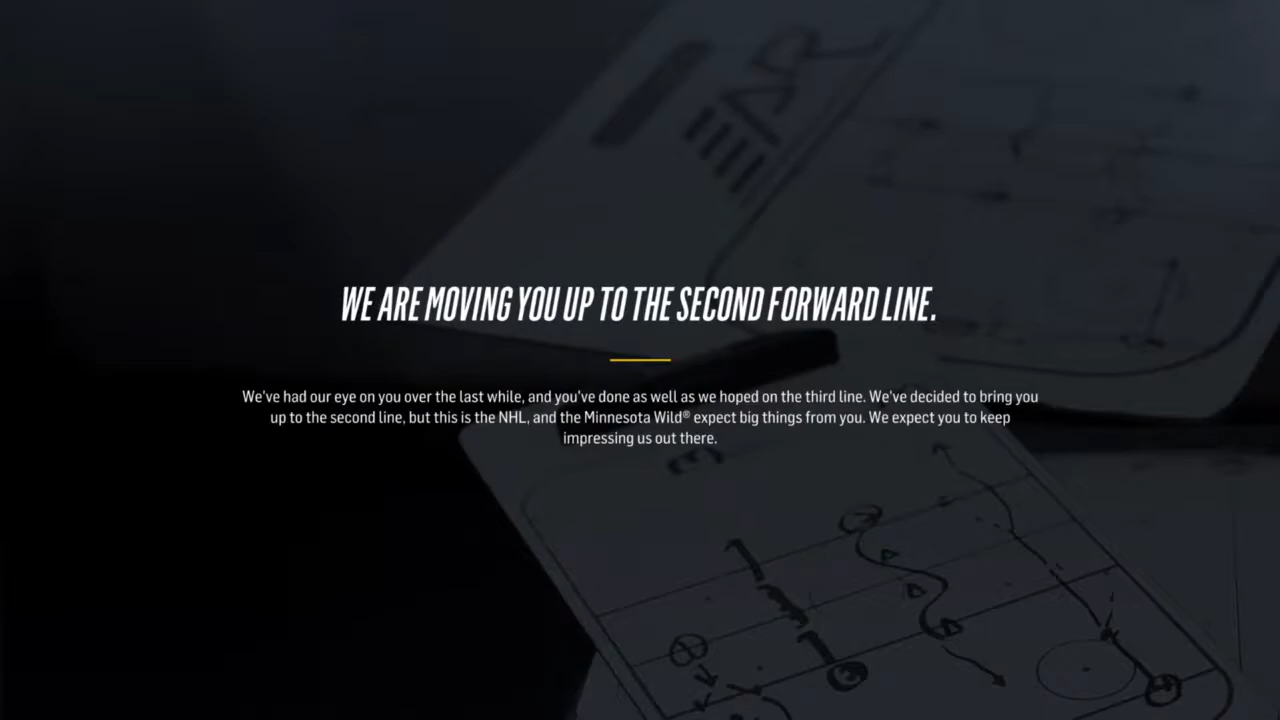 WE ARE MOVING YOU UP TO THE SECOND FORWARD LINE.
We've had our eye on you over the last while, and you've done as well as we hoped on the third line. We've decided to bring you
up to the second line, but this is the NHL, and the Minnesota Wild® expect big things from you. We expect you to keep
impressing us out there.